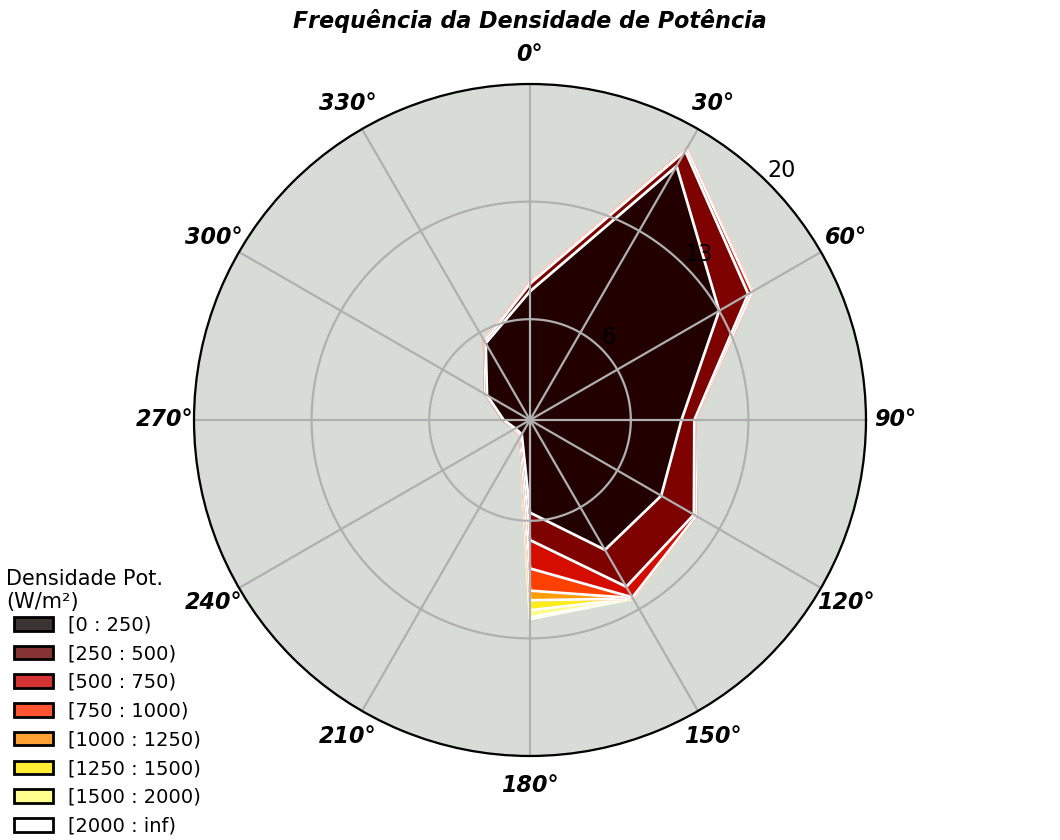 Frequência da Densidade de Potência
0°
330°
30°
20
300°
60°
13
6
270°
90°
240°
120°
210°
150°
180°
Densidade Pot.
(W/m²)
[0 : 250)
[250 : 500)
[500 : 750)
[750 : 1000)
[1000 : 1250)
[1250 : 1500)
[1500 : 2000)
[2000 : inf)